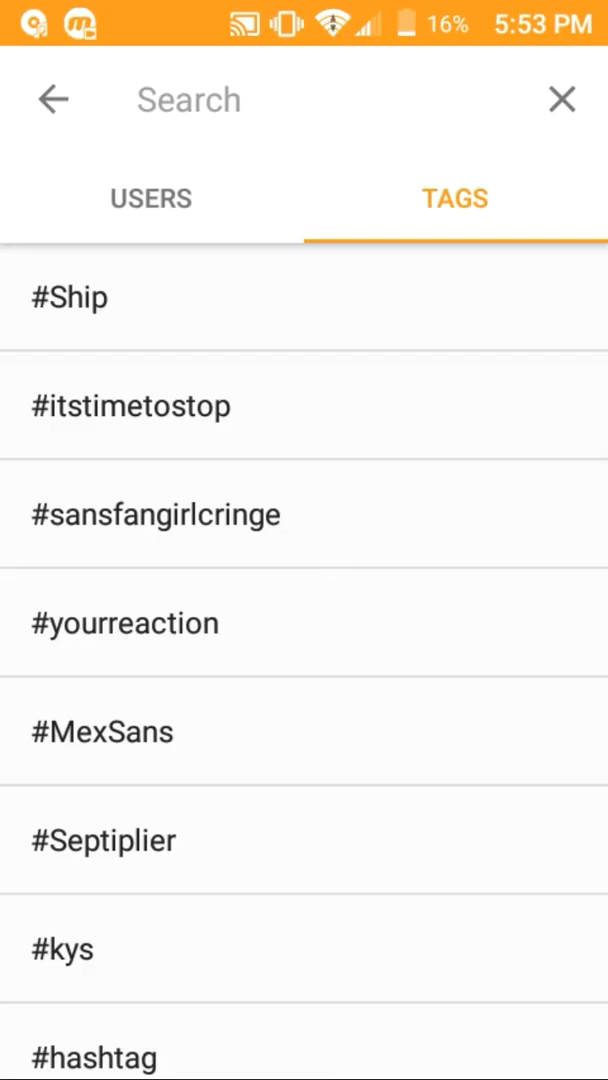 16% 5:53 PM
Search
USERS TAGS
#Ship
#itstimetostop
#sansfangirlcringe
#yourreaction
#MexSans
#Septiplier
#kys
#hashtag